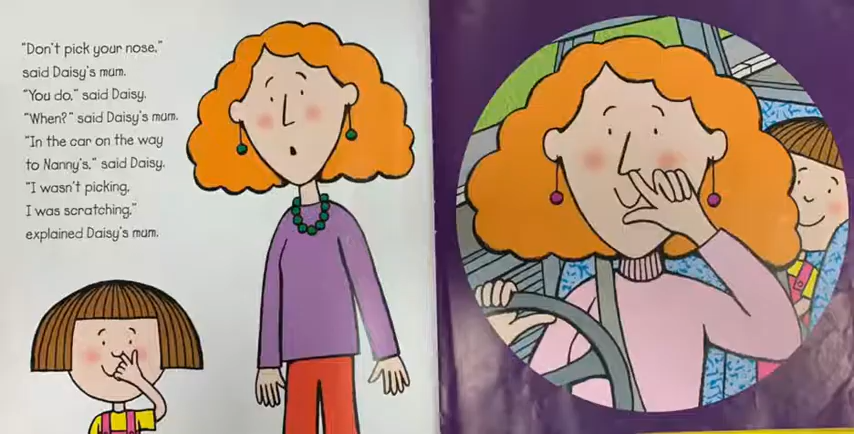 "Don't pick your nose,"
said Daisy's mum.
"You do," said Daisy.
"When?" said Daisy's mum.
"In the car on the way
to Nanny's," said Daisy.
"I wasn't picking,
I was scratching,"
explained Daisy's mum.